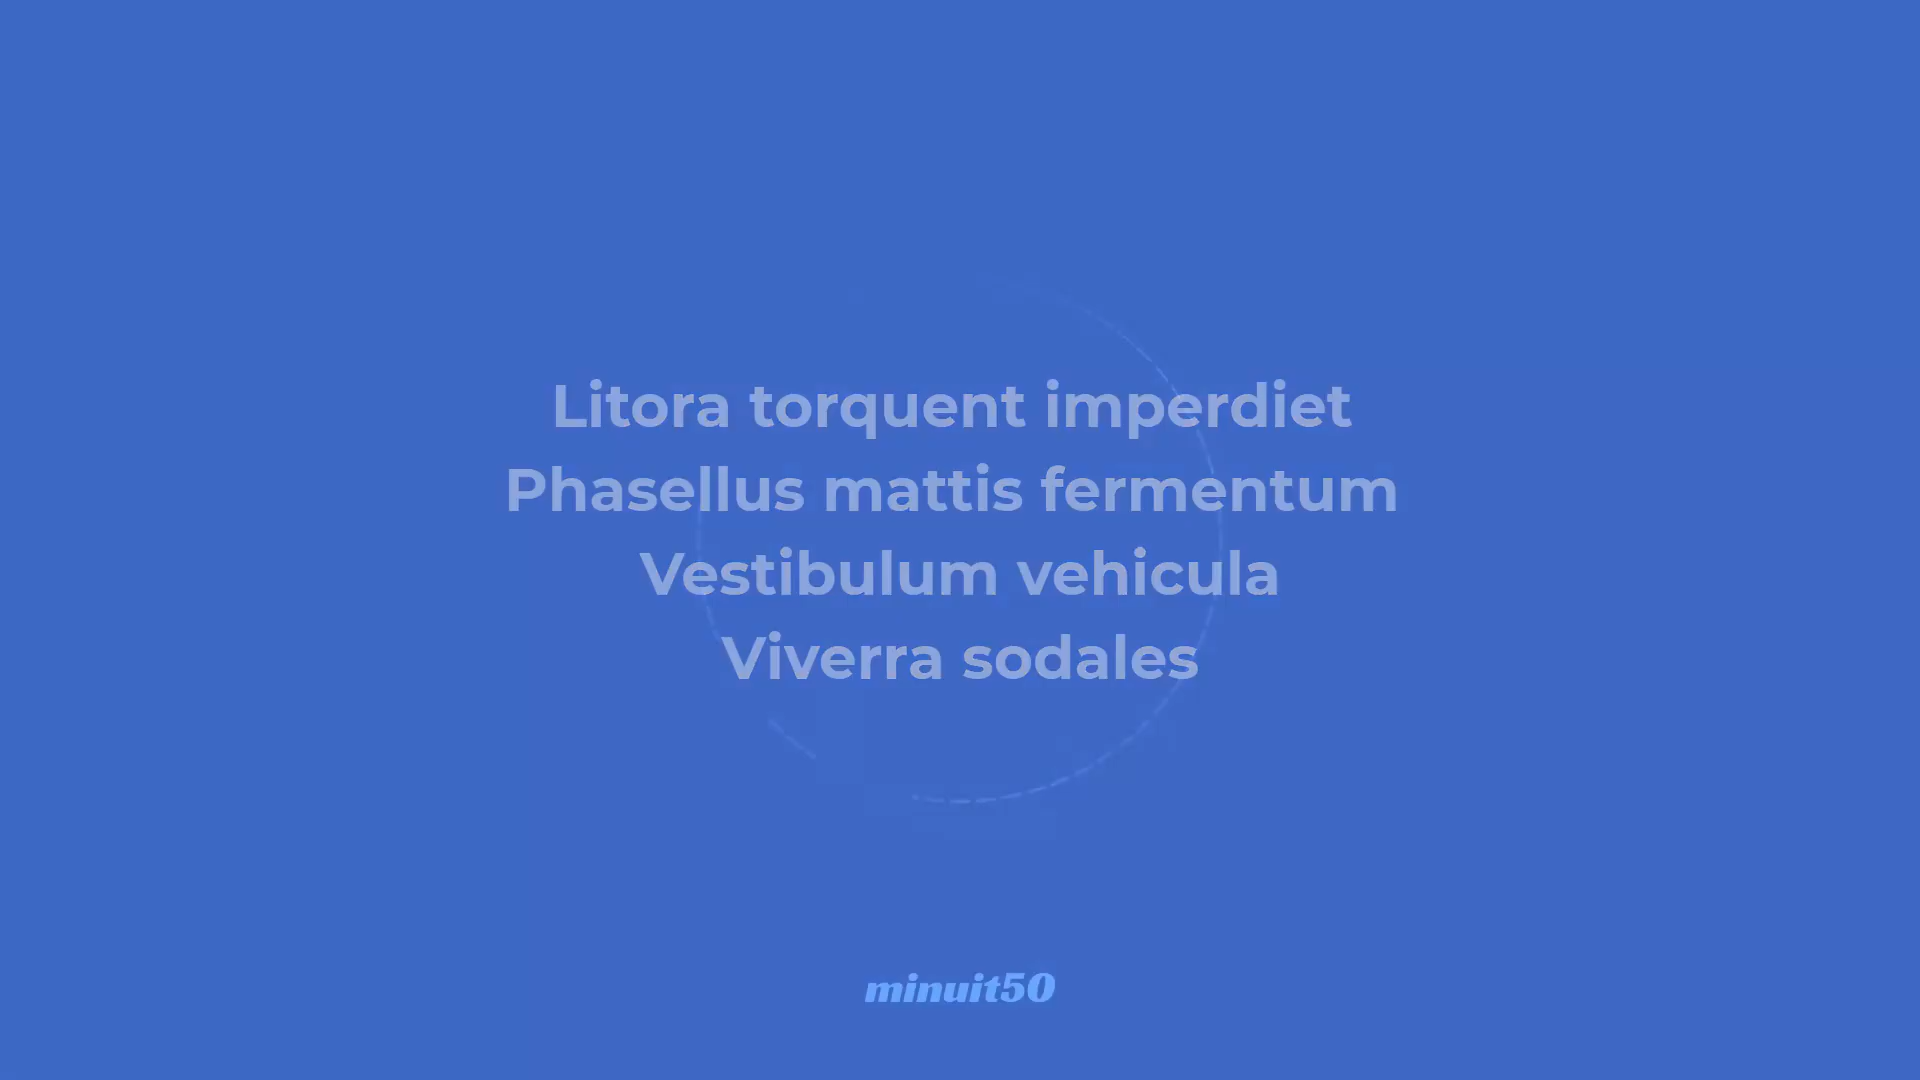 Litora torquent imperdiet
Phasellus mattis fermentum
Vestibulum vehicula
Viverra sodales
minuit50